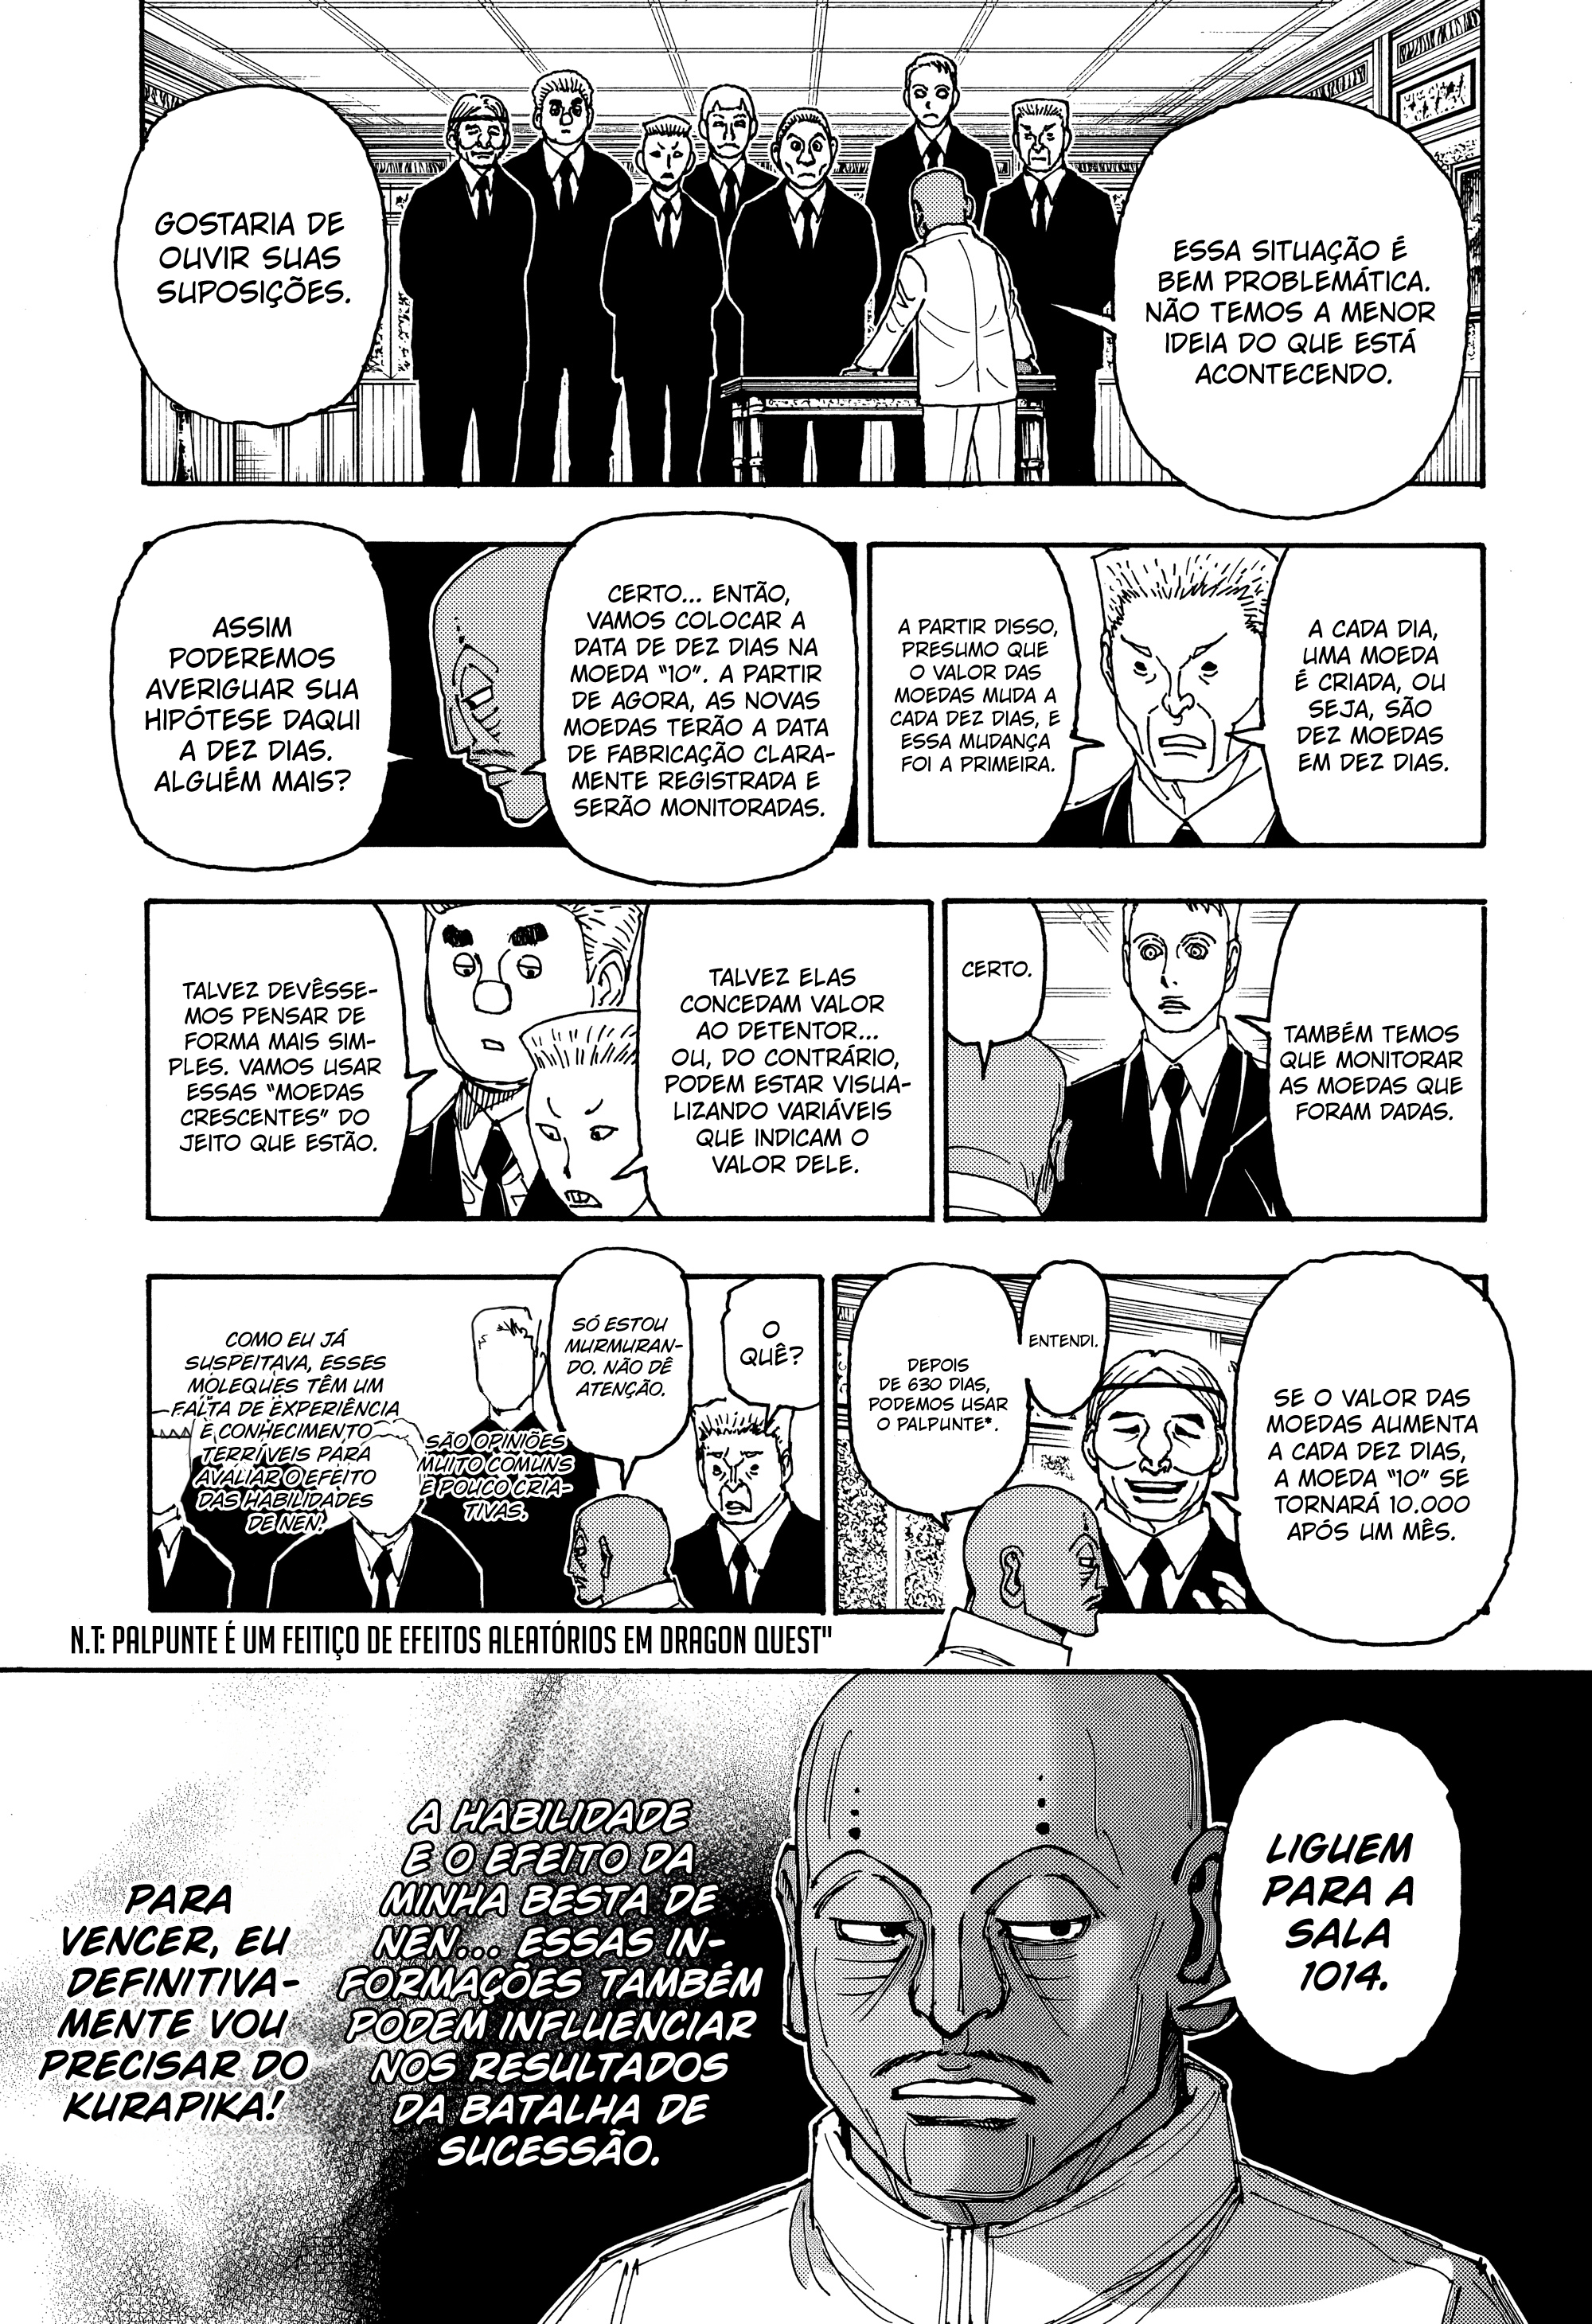 ESSA SITUAÇÃO É
BEM PROBLEMÁTICA.
NÃO TEMOS A MENOR
IDEIA DO QUE ESTÁ
ACONTECENDO.
GOSTARIA DE
OUVIR SUAS
SUPOSIÇÕES.
A CADA DIA,
UMA MOEDA
É CRIADA, OU
SEJA, SÃO
DEZ MOEDAS
EM DEZ DIAS.
A PARTIR DISSO,
PRESUMO QUE
O VALOR DAS
MOEDAS MUDA A
CADA DEZ DIAS, E
ESSA MUDANÇA
FOI A PRIMEIRA.
CERTO... ENTÃO,
VAMOS COLOCAR A
DATA DE DEZ DIAS NA
MOEDA “10”. A PARTIR
DE AGORA, AS NOVAS
MOEDAS TERÃO A DATA
DE FABRICAÇÃO CLARA-
MENTE REGISTRADA E
SERÃO MONITORADAS.
ASSIM
PODEREMOS
AVERIGUAR SUA
HIPÓTESE DAQUI
A DEZ DIAS.
ALGUÉM MAIS?
TAMBÉM TEMOS
QUE MONITORAR
AS MOEDAS QUE
FORAM DADAS.
CERTO.
TALVEZ ELAS
CONCEDAM VALOR
AO DETENTOR...
OU, DO CONTRÁRIO,
PODEM ESTAR VISUA-
LIZANDO VARIÁVEIS
QUE INDICAM O
VALOR DELE.
TALVEZ DEVÊSSE-
MOS PENSAR DE
FORMA MAIS SIM-
PLES. VAMOS USAR
ESSAS “MOEDAS
CRESCENTES” DO
JEITO QUE ESTÃO.
SE O VALOR DAS
MOEDAS AUMENTA
A CADA DEZ DIAS,
A MOEDA “10” SE
TORNARÁ 10.000
APÓS UM MÊS.
ENTENDI.
DEPOIS
DE 630 DIAS,
PODEMOS USAR
O PALPUNTE*.
O
QUÊ?
SÓ ESTOU
MURMURAN-
DO. NÃO DÊ
ATENÇÃO.
SÃO OPINIÕES
MUITO COMUNS
E POUCO CRIA-
TIVAS.
COMO EU JÁ
SUSPEITAVA, ESSES
MOLEQUES TÊM UM
FALTA DE EXPERIÊNCIA
E CONHECIMENTO
TERRÍVEIS PARA
AVALIAR O EFEITO
DAS HABILIDADES
DE NEN.
N.T: PALPUNTE É UM FEITIÇO DE EFEITOS ALEATÓRIOS EM DRAGON QUEST"
LIGUEM
PARA A
SALA
1014.
A HABILIDADE
E O EFEITO DA
MINHA BESTA DE
NEN... ESSAS IN-
FORMAÇÕES TAMBÉM
PODEM INFLUENCIAR
NOS RESULTADOS
DA BATALHA DE
SUCESSÃO.
PARA
VENCER, EU
DEFINITIVA-
MENTE VOU
PRECISAR DO
KURAPIKA!